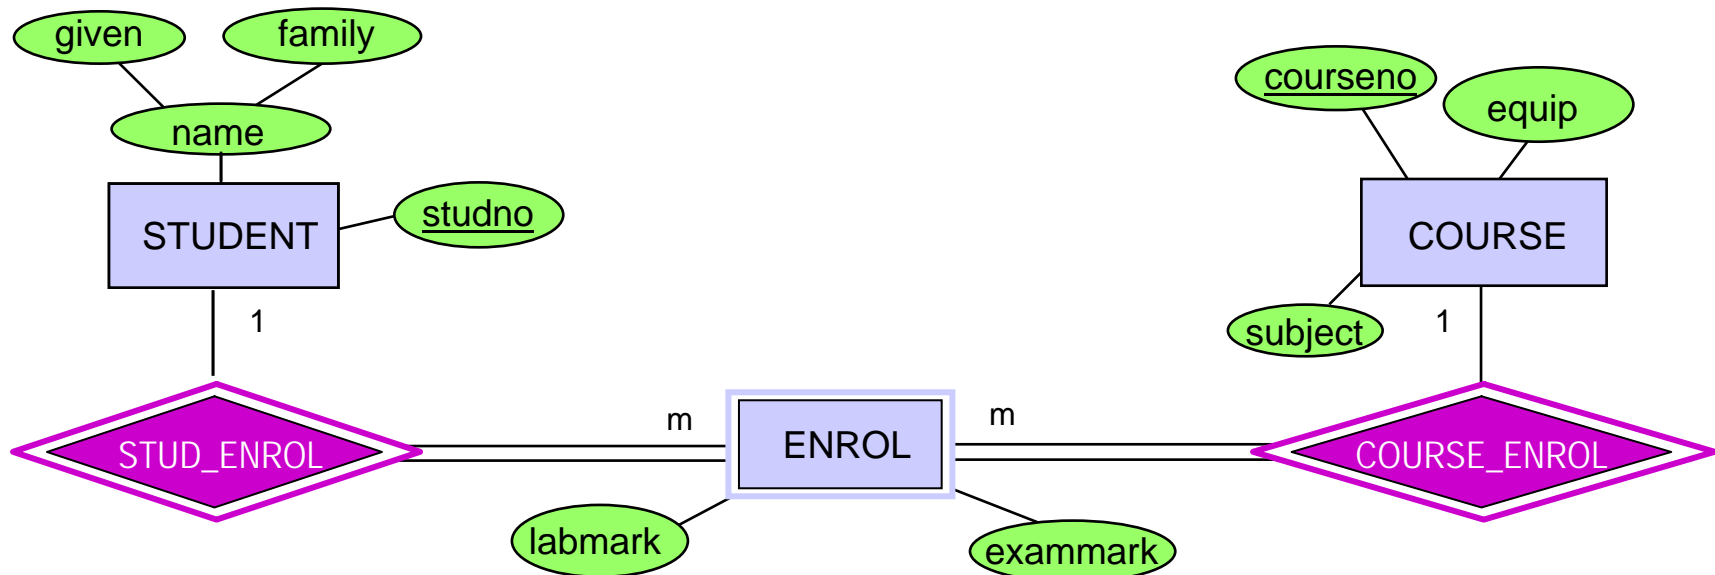 given
family
name
STUDENT
studno
courseno
equip
COURSE
subject
1
1
STUD_ENROL
m
ENROL
m
COURSE_ENROL
labmark
exammark